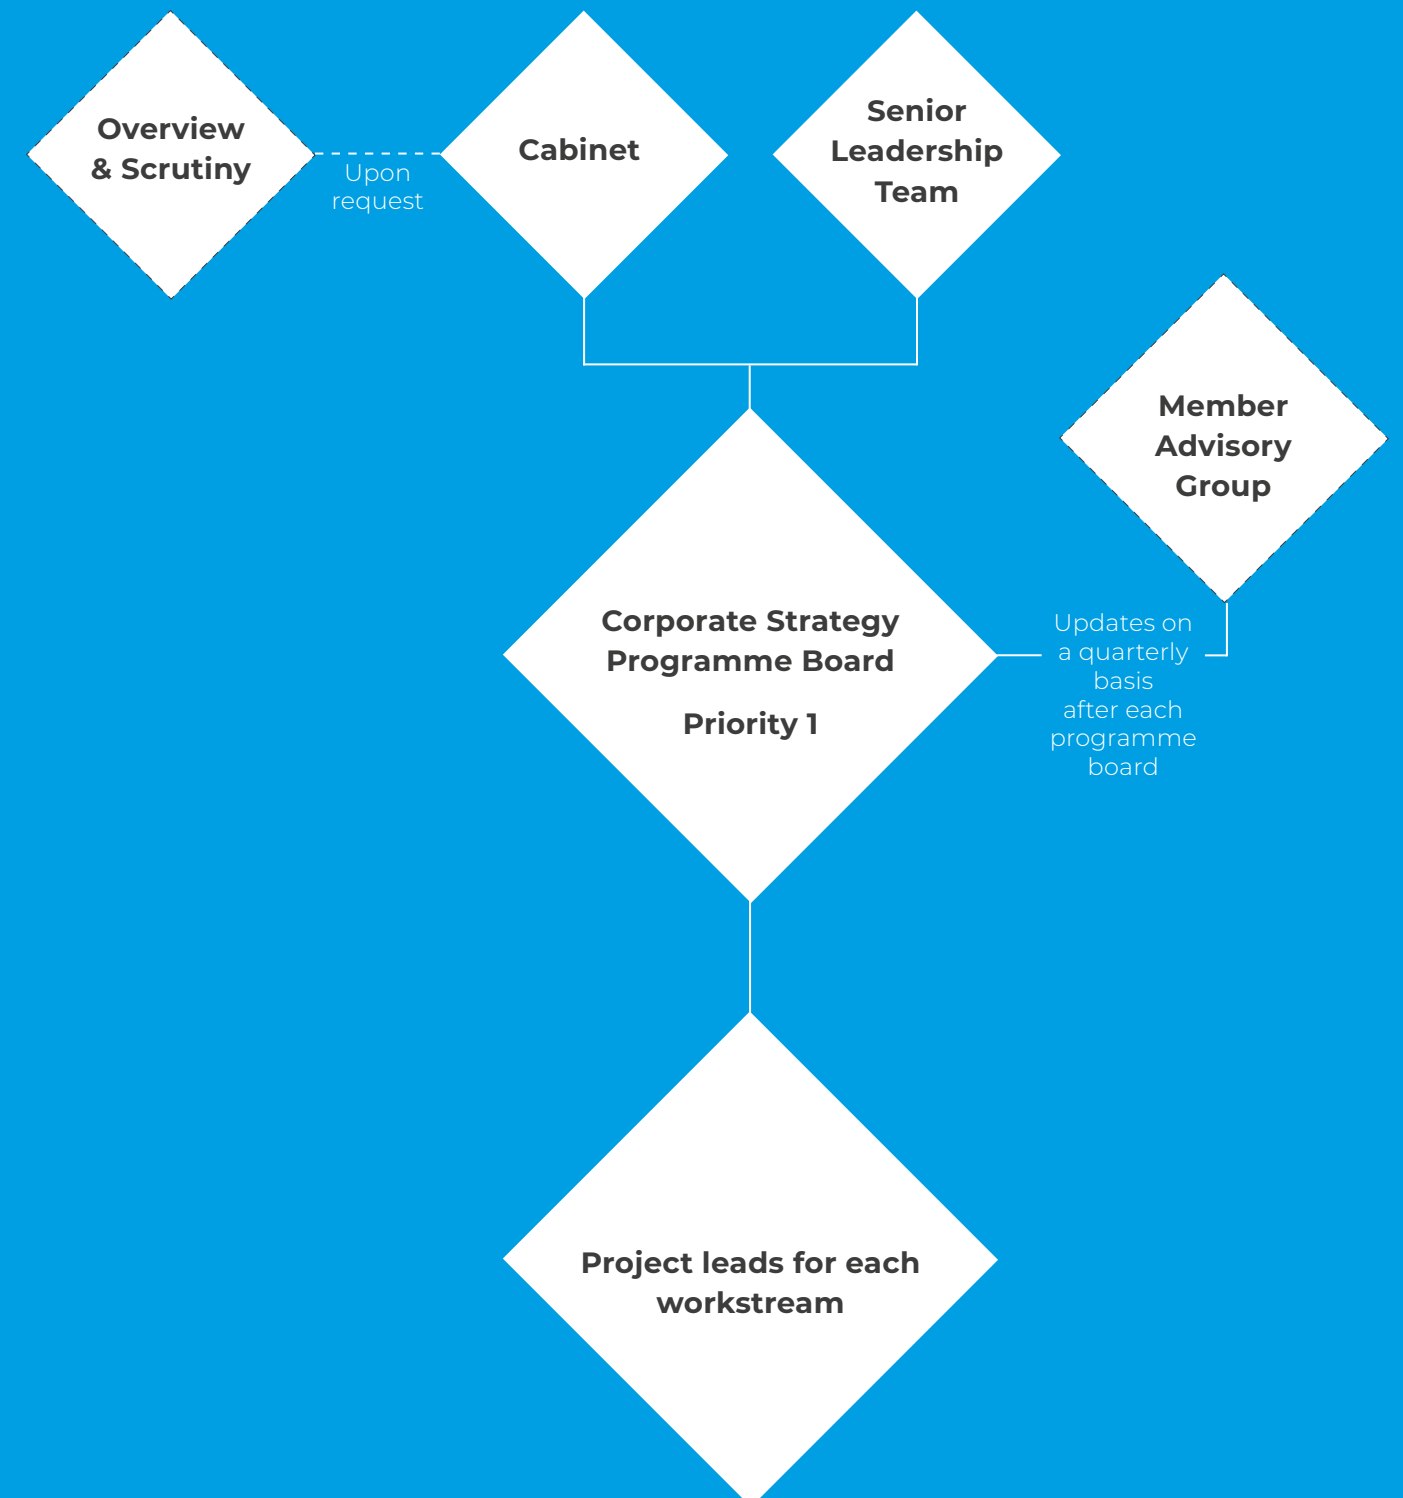 Overview
& Scrutiny
Upon
request
Cabinet
Senior
Leadership
Team
Member
Advisory
Group
Corporate Strategy
Programme Board
Priority 1
Updates on
a quarterly
basis
after each
programme
board
Project leads for each
workstream